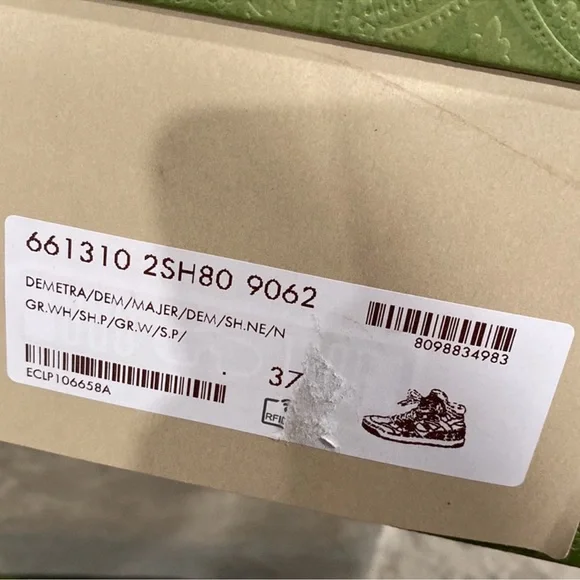 661310 2SH80 9062
DEMETRA/DEM/MAJER/DEM/SH.NE/N
GR.WH/SH.P/GR.W/S.P/
8098834983
. 37
ECLP106658A
RFID